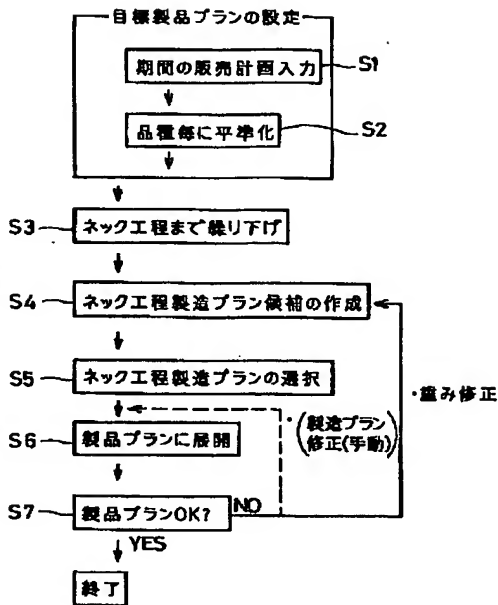 目標製品プランの設定
期間の販売計画入力
S1
品種毎に平準化
S2
S3
ネック工程まで繰り下げ
S4
ネック工程製造プラン候補の作成
S5
ネック工程製造プランの選択
・重み修正
・(製造プラン
修正(手動))
S6
製品プランに展開
S7
製品プランOK?
NO
YES
終了